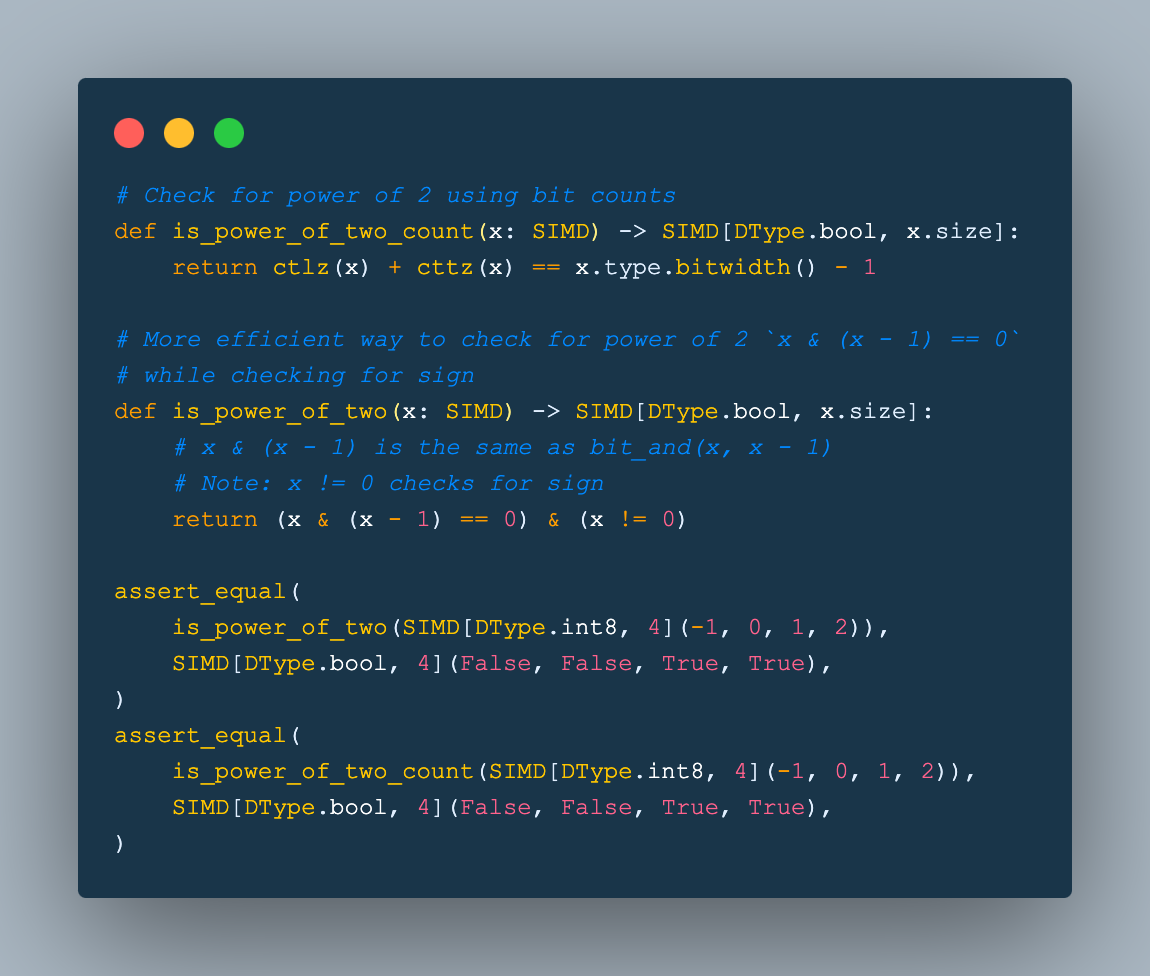 # Check for power of 2 using bit counts
def is_power_of_two_count(x: SIMD) -> SIMD[DType.bool, x.size]:
    return ctlz(x) + cttz(x) == x.type.bitwidth() - 1

# More efficient way to check for power of 2 `x & (x - 1) == 0`
# while checking for sign
def is_power_of_two(x: SIMD) -> SIMD[DType.bool, x.size]:
    # x & (x - 1) is the same as bit_and(x, x - 1)
    # Note: x != 0 checks for sign
    return (x & (x - 1) == 0) & (x != 0)

assert_equal(
    is_power_of_two(SIMD[DType.int8, 4](-1, 0, 1, 2)),
    SIMD[DType.bool, 4](False, False, True, True),
)
assert_equal(
    is_power_of_two_count(SIMD[DType.int8, 4](-1, 0, 1, 2)),
    SIMD[DType.bool, 4](False, False, True, True),
)